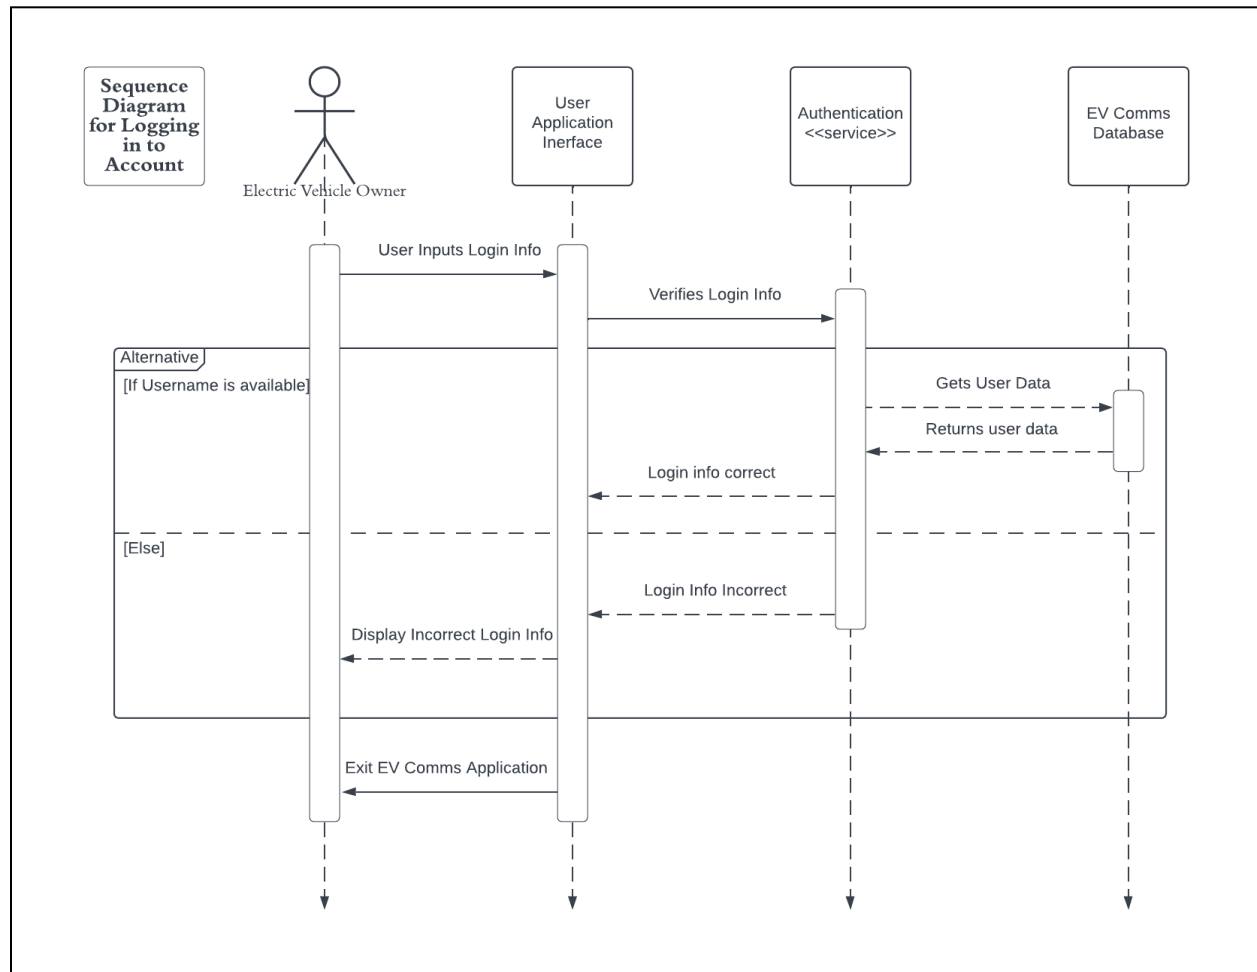 Sequence
Diagram
for Logging
in to
Account
Electric Vehicle Owner
User
Application
Inerface
Authentication
<<service>>
EV Comms
Database
User Inputs Login Info
Verifies Login Info
Alternative
[If Username is available]
Gets User Data
Returns user data
Login info correct
[Else]
Login Info Incorrect
Display Incorrect Login Info
Exit EV Comms Application